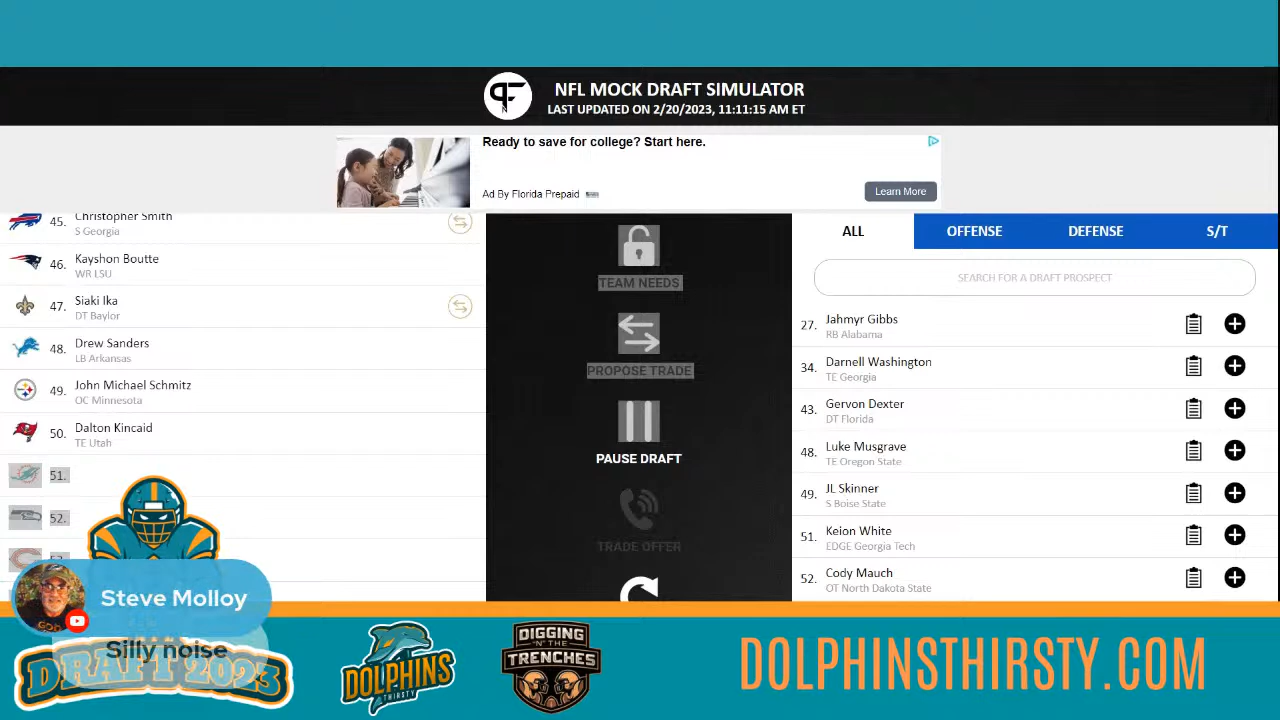 NFL MOCK DRAFT SIMULATOR
LAST UPDATED ON 2/20/2023, 11:11:15 AM ET
Ready to save for college? Start here.
Ad By Florida Prepaid
Learn More
45. Christopher Smith
S Georgia
46. Kayshon Boutte
WR LSU
47. Siaki Ika
DT Baylor
48. Drew Sanders
LB Arkansas
49. John Michael Schmitz
OC Minnesota
50. Dalton Kincaid
TE Utah
51.
52.
TEAM NEEDS
PROPOSE TRADE
PAUSE DRAFT
TRADE OFFER
ALL OFFENSE DEFENSE S/T
SEARCH FOR A DRAFT PROSPECT
27. Jahmyr Gibbs
RB Alabama
34. Darnell Washington
TE Georgia
43. Gervon Dexter
DT Florida
48. Luke Musgrave
TE Oregon State
49. JL Skinner
S Boise State
51. Keion White
EDGE Georgia Tech
52. Cody Mauch
OT North Dakota State
Steve Molloy
Silly noise
DRAFT 2023
DOLPHINS
THIRSTY
DIGGING
"N" THE
TRENCHES
DOLPHINSTHIRSTY.COM